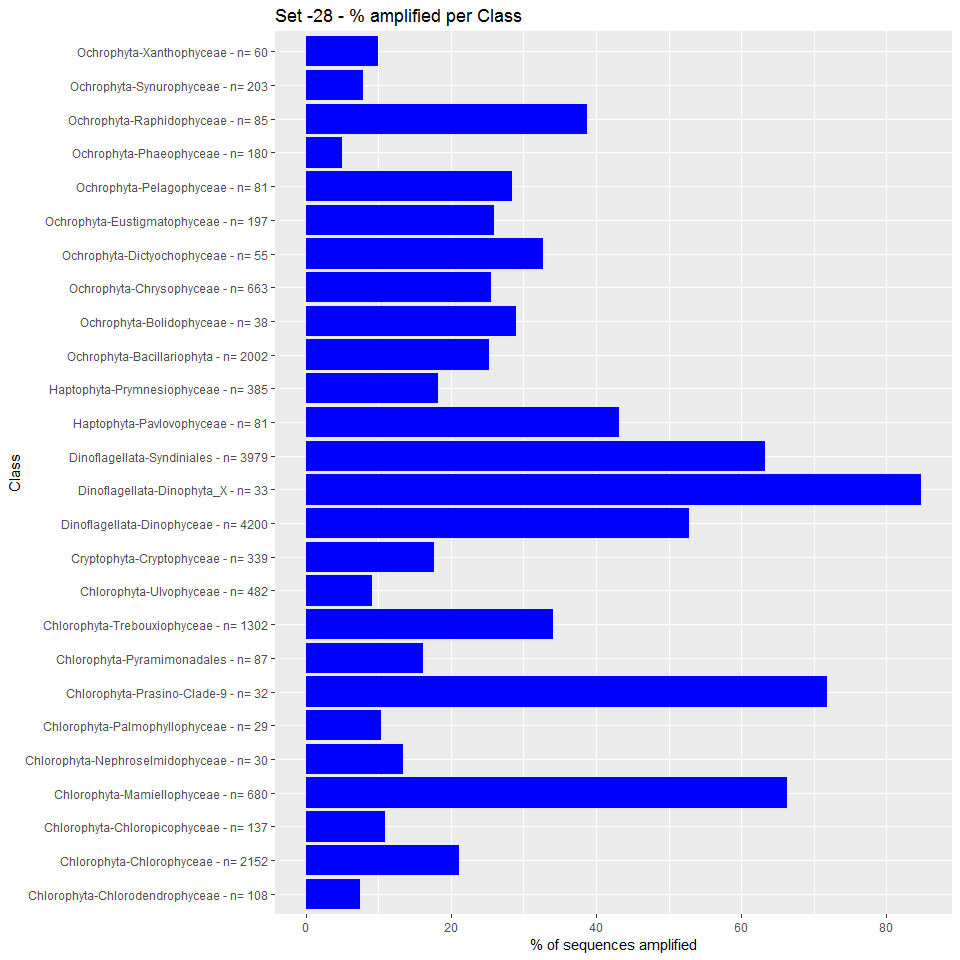 Set -28 - % amplified per Class
Ochrophyta-Xanthophyceae - n= 60
Ochrophyta-Synurophyceae - n= 203
Ochrophyta-Raphidophyceae - n= 85
Ochrophyta-Phaeophyceae - n= 180
Ochrophyta-Pelagophyceae - n= 81
Ochrophyta-Eustigmatophyceae - n= 197
Ochrophyta-Dictyochophyceae - n= 55
Ochrophyta-Chrysophyceae - n= 663
Ochrophyta-Bolidophyceae - n= 38
Ochrophyta-Bacillariophyta - n= 2002
Haptophyta-Prymnesiophyceae - n= 385
Haptophyta-Pavlovophyceae - n= 81
Dinoflagellata-Syndiniales - n= 3979
Dinoflagellata-Dinophyta_X - n= 33
Dinoflagellata-Dinophyceae - n= 4200
Cryptophyta-Cryptophyceae - n= 339
Chlorophyta-Ulvophyceae - n= 482
Chlorophyta-Trebouxiophyceae - n= 1302
Chlorophyta-Pyramimonadales - n= 87
Chlorophyta-Prasino-Clade-9 - n= 32
Chlorophyta-Palmophyllophyceae - n= 29
Chlorophyta-Nephroselmidophyceae - n= 30
Chlorophyta-Mamiellophyceae - n= 680
Chlorophyta-Chloropicophyceae - n= 137
Chlorophyta-Chlorophyceae - n= 2152
Chlorophyta-Chlorodendrophyceae - n= 108
Class
0 20 40 60 80
% of sequences amplified